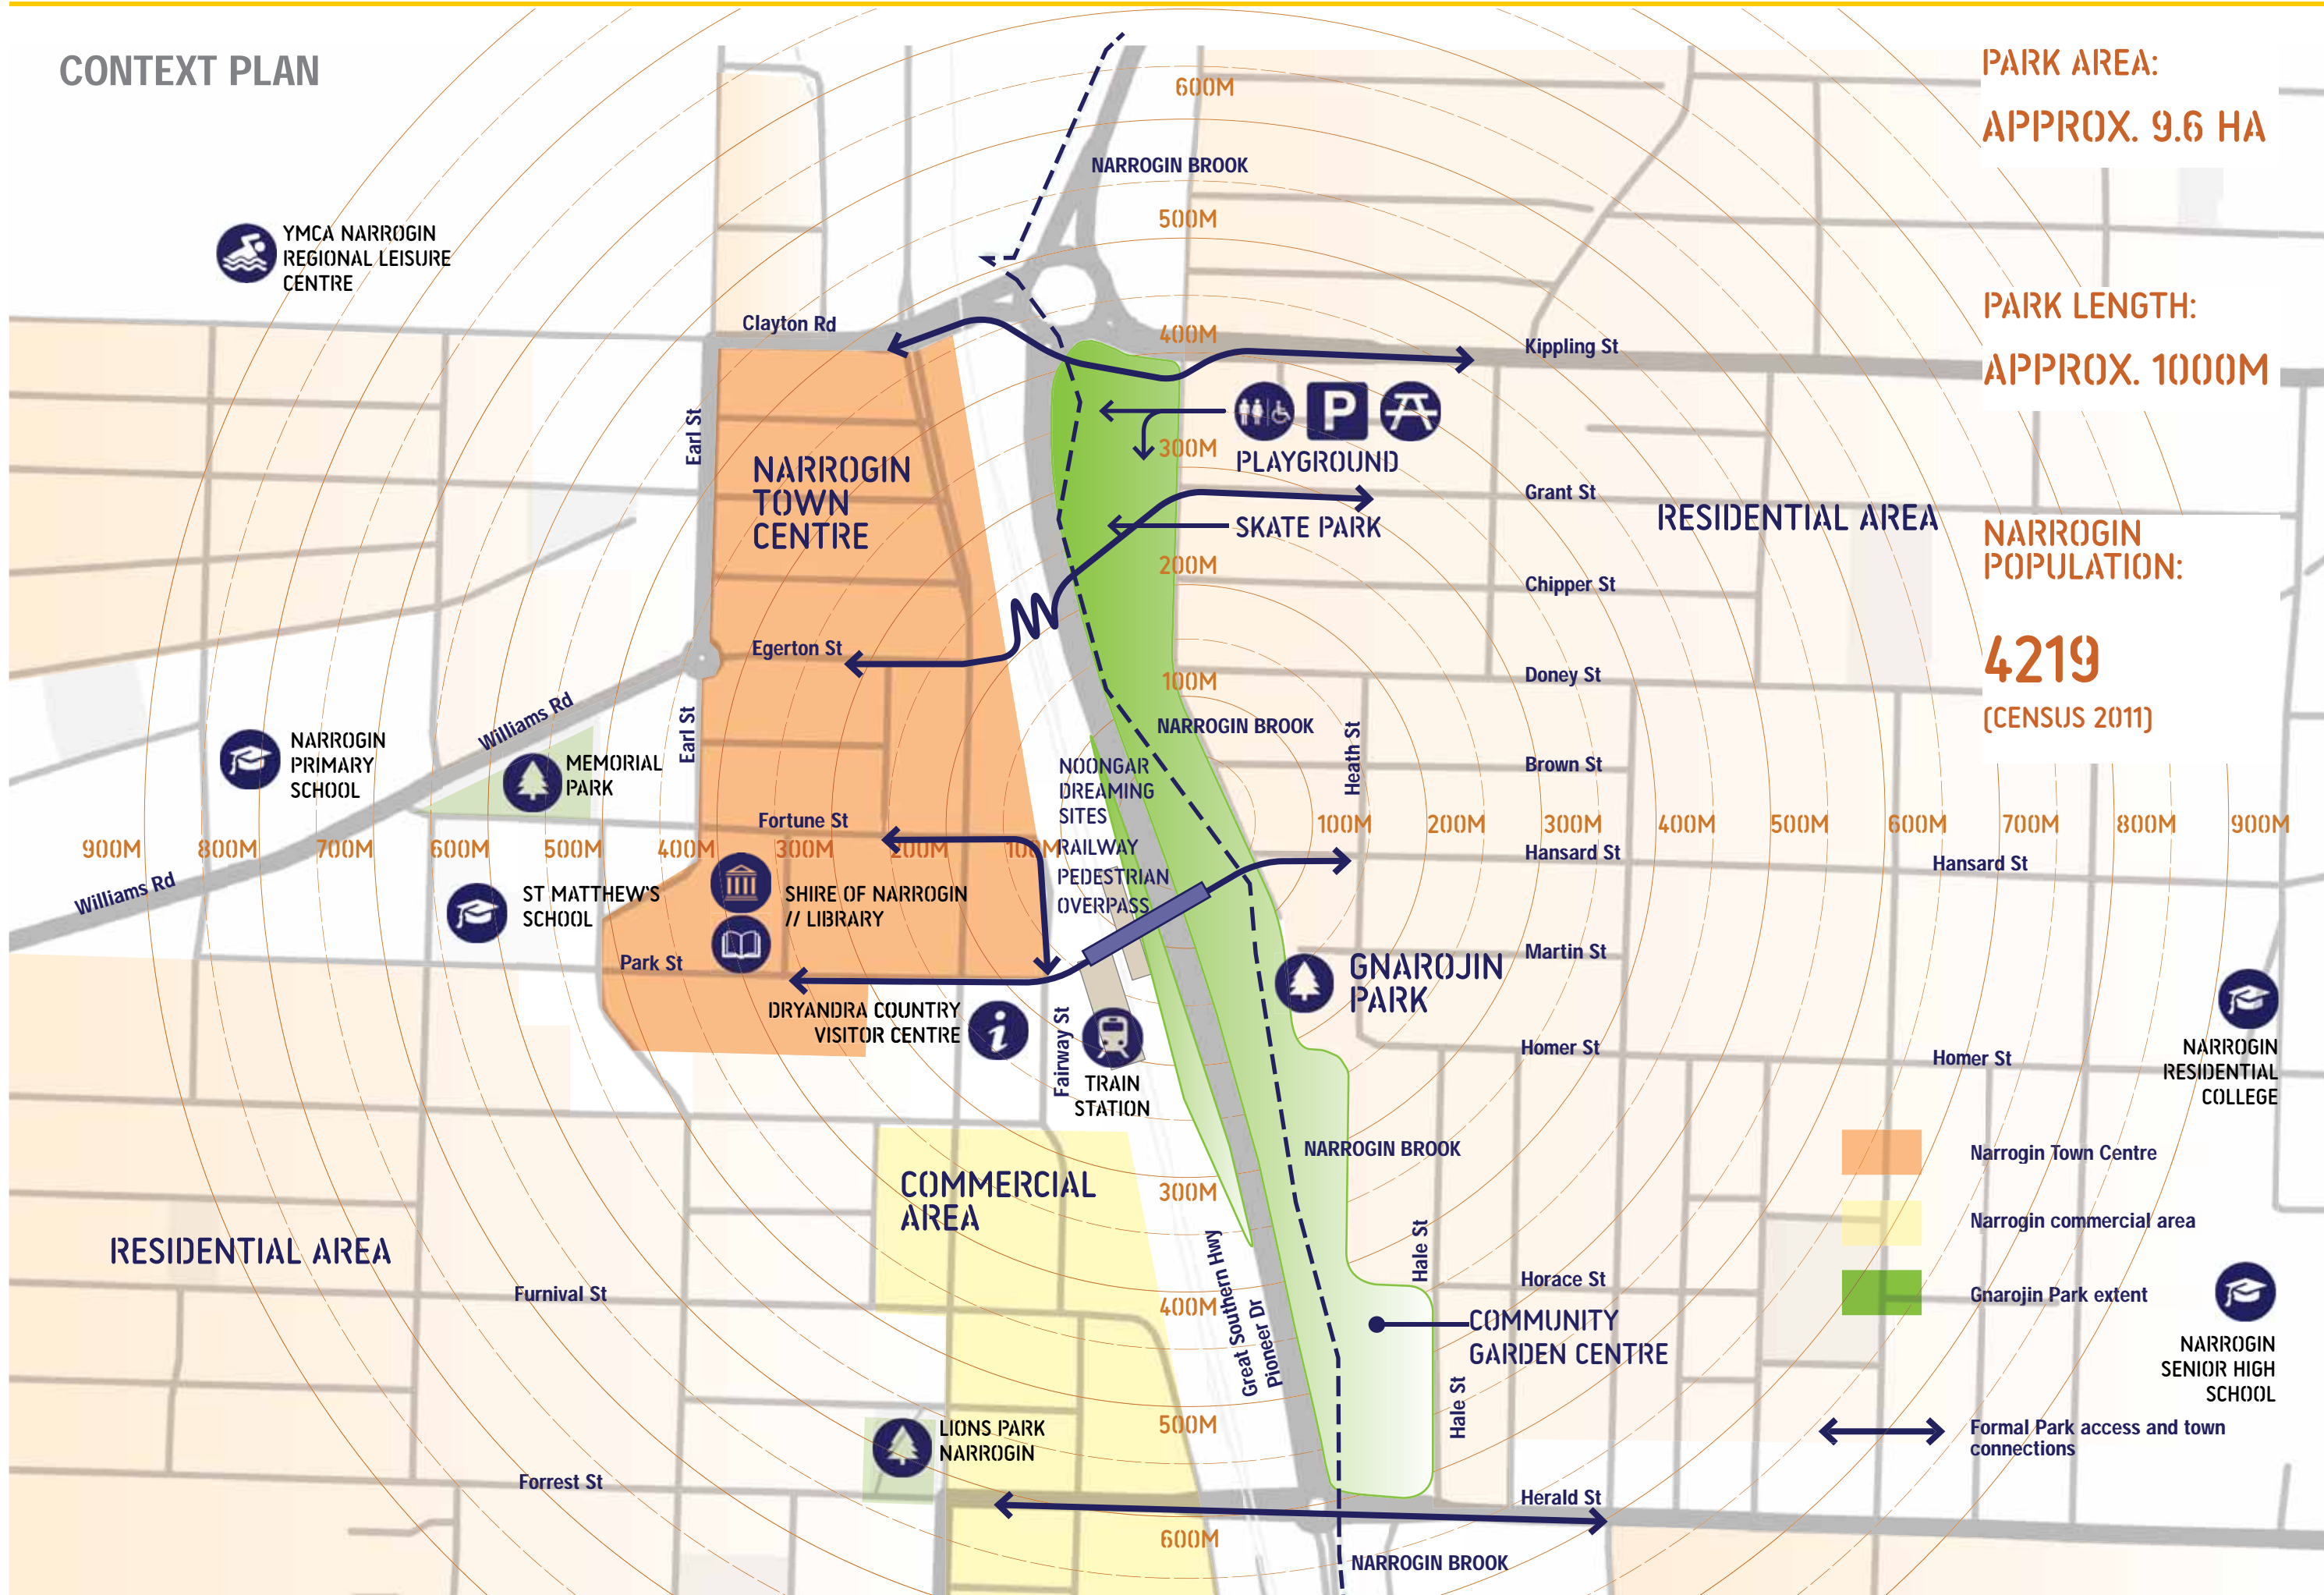 CONTEXT PLAN
PARK AREA:
APPROX. 9.6 HA
PARK LENGTH:
APPROX. 1000M
NARROGIN
POPULATION:
4219
(CENSUS 2011)
600M
NARROGIN BROOK
500M
YMCA NARROGIN
REGIONAL LEISURE
CENTRE
Clayton Rd
400M
Kippling St
Earl St
P
PLAYGROUND
300M
NARROGIN
TOWN
CENTRE
Grant St
RESIDENTIAL AREA
SKATE PARK
200M
Chipper St
Egerton St
100M
Doney St
Williams Rd
Earl St
NARROGIN BROOK
Heath St
NARROGIN
PRIMARY
SCHOOL
MEMORIAL
PARK
NOONGAR
DREAMING
SITES
Brown St
Fortune St
900M
800M
700M
600M
500M
400M
300M
200M
100M
100M
200M
300M
400M
500M
600M
700M
800M
900M
RAILWAY
PEDESTRIAN
OVERPASS
Hansard St
Hansard St
Williams Rd
ST MATTHEW'S
SCHOOL
SHIRE OF NARROGIN
// LIBRARY
Park St
Martin St
GNAROJIN
PARK
DRYANDRA COUNTRY
VISITOR CENTRE
i
Fairway St
TRAIN
STATION
Homer St
Homer St
NARROGIN
RESIDENTIAL
COLLEGE
NARROGIN BROOK
COMMERCIAL
AREA
300M
Narrogin Town Centre
Narrogin commercial area
Gnarojin Park extent
RESIDENTIAL AREA
Furnival St
Great Southern Hwy
Pioneer Dr
400M
Hale St
Horace St
COMMUNITY
GARDEN CENTRE
NARROGIN
SENIOR HIGH
SCHOOL
Hale St
500M
LIONS PARK
NARROGIN
Formal Park access and town
connections
Forrest St
Herald St
600M
NARROGIN BROOK